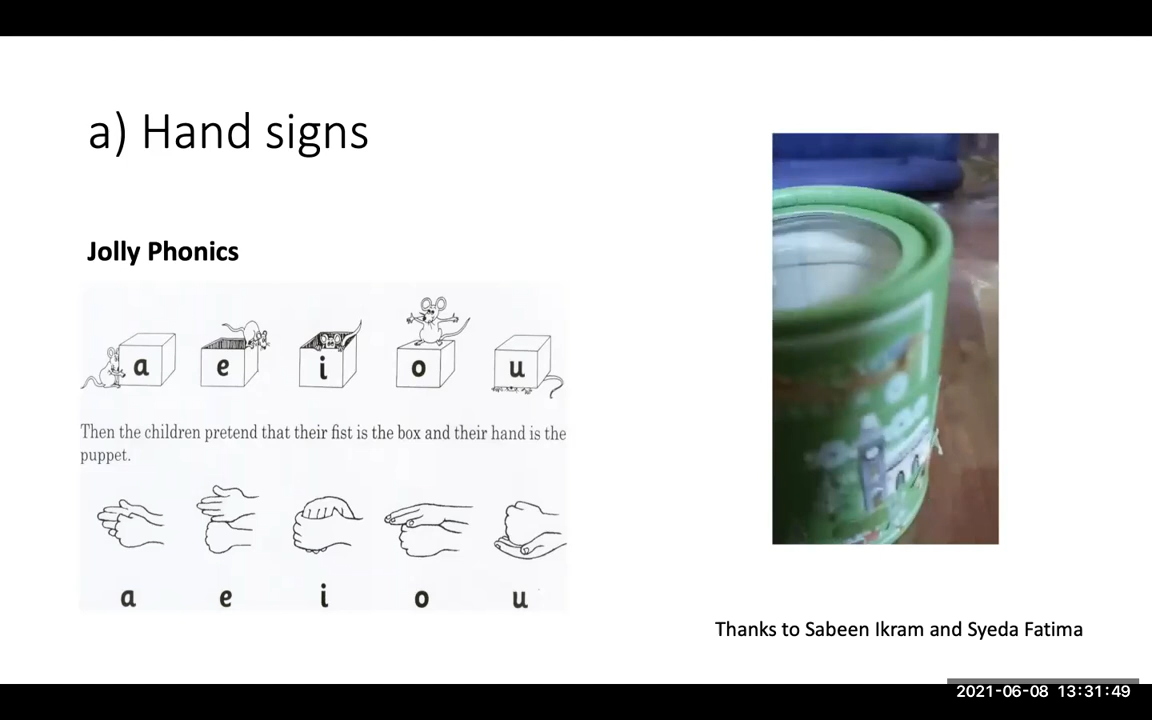 a) Hand signs
Jolly Phonics
a e i o u
Then the children pretend that their fist is the box and their hand is the
puppet.
a e i o u
Thanks to Sabeen Ikram and Syeda Fatima
2021-06-08 13:31:49